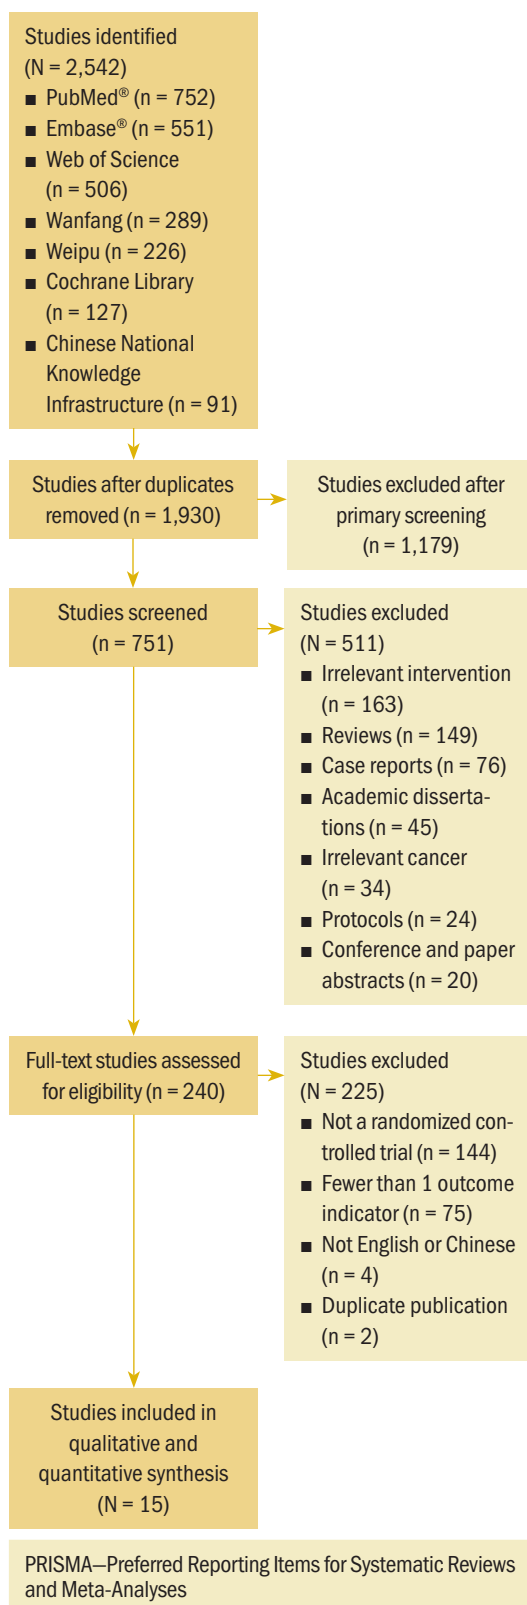 Studies identified
(N = 2,542)
■ PubMed® (n = 752)
■ Embase® (n = 551)
■ Web of Science
(n = 506)
■ Wanfang (n = 289)
■ Weipu (n = 226)
■ Cochrane Library
(n = 127)
■ Chinese National
Knowledge
Infrastructure (n = 91)
Studies after duplicates
removed (n = 1,930)
Studies excluded after
primary screening
(n = 1,179)
Studies screened
(n = 751)
Studies excluded
(N = 511)
■ Irrelevant intervention
(n = 163)
■ Reviews (n = 149)
■ Case reports (n = 76)
■ Academic disserta-
tions (n = 45)
■ Irrelevant cancer
(n = 34)
■ Protocols (n = 24)
■ Conference and paper
abstracts (n = 20)
Full-text studies assessed
for eligibility (n = 240)
Studies excluded
(N = 225)
■ Not a randomized con-
trolled trial (n = 144)
■ Fewer than 1 outcome
indicator (n = 75)
■ Not English or Chinese
(n = 4)
■ Duplicate publication
(n = 2)
Studies included in
qualitative and
quantitative synthesis
(N = 15)
PRISMA—Preferred Reporting Items for Systematic Reviews
and Meta-Analyses